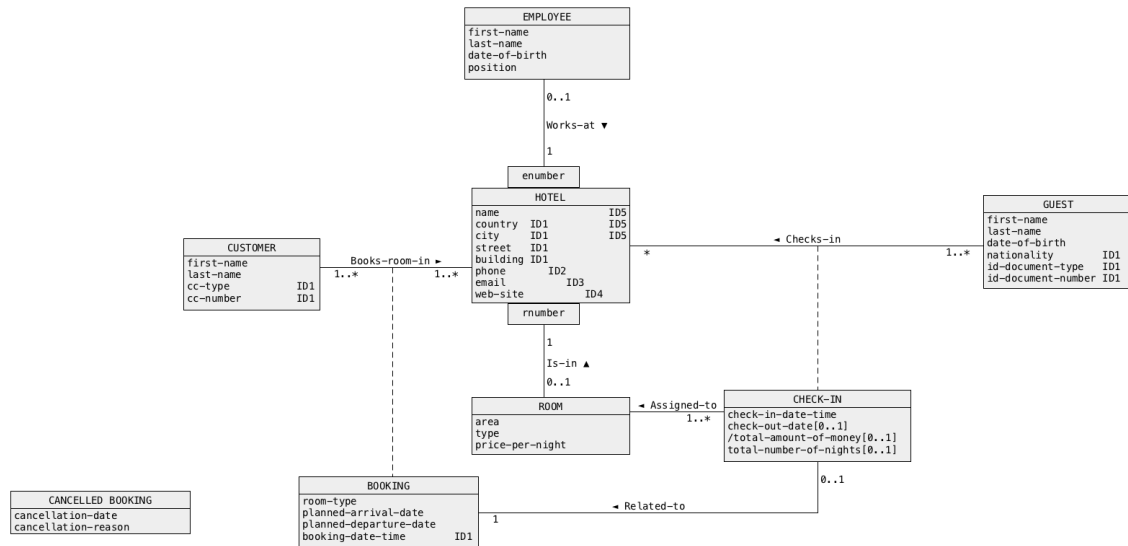 EMPLOYEE
first-name
last-name
date-of-birth
position
0..1
Works-at ▼
1
enumber
HOTEL
name ID5
country ID1 ID5
city ID1 ID5
street ID1
building ID1
phone ID2
email ID3
web-site ID4
rnumber
CUSTOMER
first-name
last-name
cc-type ID1
cc-number ID1
Books-room-in ►
1..* 1..*
◄ Checks-in
* 1..*
GUEST
first-name
last-name
date-of-birth
nationality ID1
id-document-type ID1
id-document-number ID1
1
Is-in ▲
0..1
ROOM
area
type
price-per-night
◄ Assigned-to
1..*
CHECK-IN
check-in-date-time
check-out-date[0..1]
/total-amount-of-money[0..1]
total-number-of-nights[0..1]
0..1
◄ Related-to
1
BOOKING
room-type
planned-arrival-date
planned-departure-date
booking-date-time ID1
CANCELLED BOOKING
cancellation-date
cancellation-reason